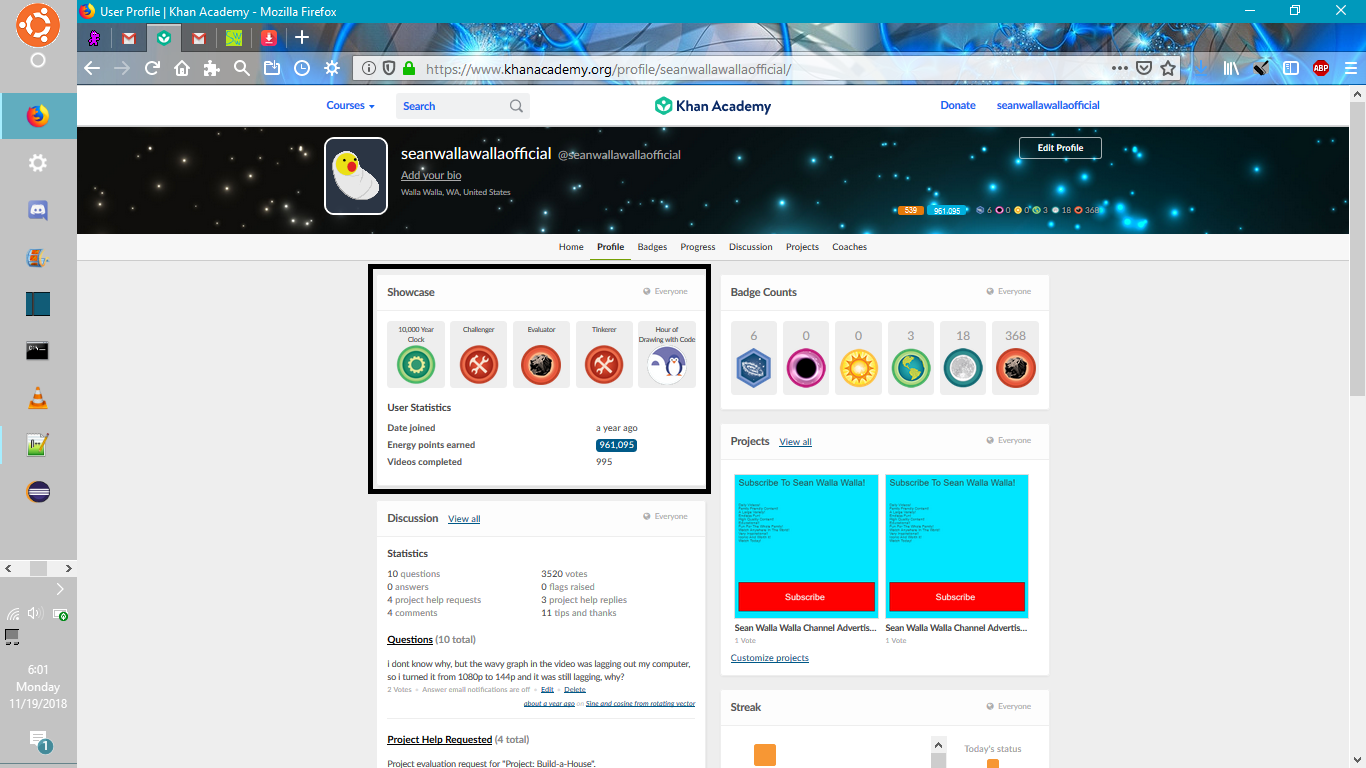 User Profile | Khan Academy - Mozilla Firefox
https://www.khanacademy.org/profile/seanwallawallaofficial/
ABP
Courses
Search
Khan Academy
Donate
seanwallawallaofficial
seanwallawallaofficial @seanwallawallaofficial
Edit Profile
Add your bio
Walla Walla, WA, United States
539 961,095 6 0 0 3 18 368
Home Profile Badges Progress Discussion Projects Coaches
Showcase
Everyone
10,000 Year
Clock
Challenger
Evaluator
Tinkerer
Hour of
Drawing with Code
User Statistics
Date joined a year ago
Energy points earned 961,095
Videos completed 995
Badge Counts
Everyone
6 0 0 3 18 368
Projects View all
Everyone
Subscribe To Sean Walla Walla!
Subscribe
Sean Walla Walla Channel Advertis...
1 Vote
Subscribe To Sean Walla Walla!
Subscribe
Sean Walla Walla Channel Advertis...
1 Vote
Customize projects
Discussion View all
Everyone
Statistics
10 questions 3520 votes
0 answers 0 flags raised
4 project help requests 3 project help replies
4 comments 11 tips and thanks
Questions (10 total)
i dont know why, but the wavy graph in the video was lagging out my computer,
so i turned it from 1080p to 144p and it was still lagging, why?
2 Votes • Answer email notifications are off • Edit • Delete
about a year ago on Sine and cosine from rotating vector
Project Help Requested (4 total)
Project evaluation request for "Project: Build-a-House".
Streak
Everyone
Today's status
6:01
Monday
11/19/2018
1